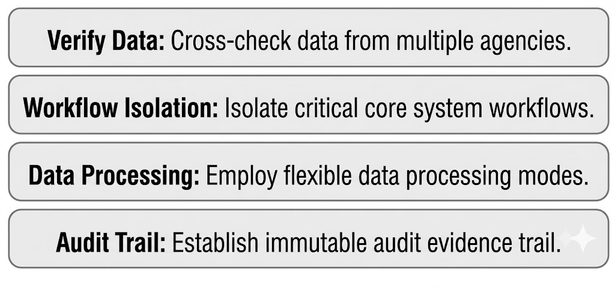 Verify Data: Cross-check data from multiple agencies.
Workflow Isolation: Isolate critical core system workflows.
Data Processing: Employ flexible data processing modes.
Audit Trail: Establish immutable audit evidence trail.